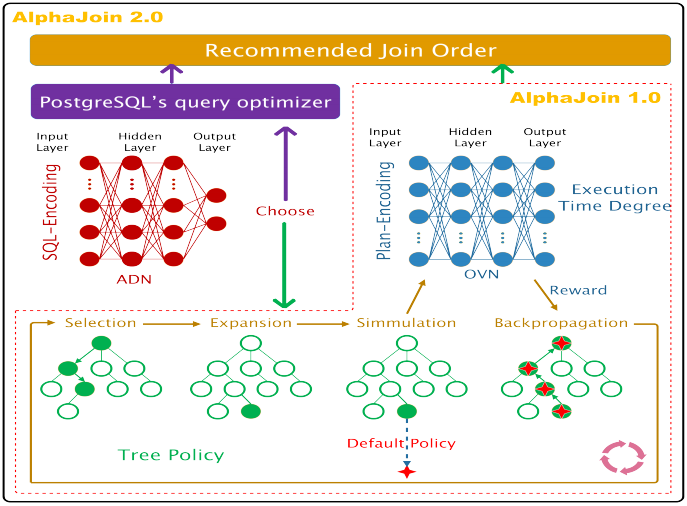 AlphaJoin 2.0
Recommended Join Order
PostgreSQL's query optimizer
AlphaJoin 1.0
Input
Layer
Hidden
Layer
Output
Layer
SQL-Encoding
ADN
Choose
Input
Layer
Hidden
Layer
Output
Layer
Plan-Encoding
OVN
Execution
Time Degree
Reward
Selection
Expansion
Simmulation
Backpropagation
Default Policy
Tree Policy